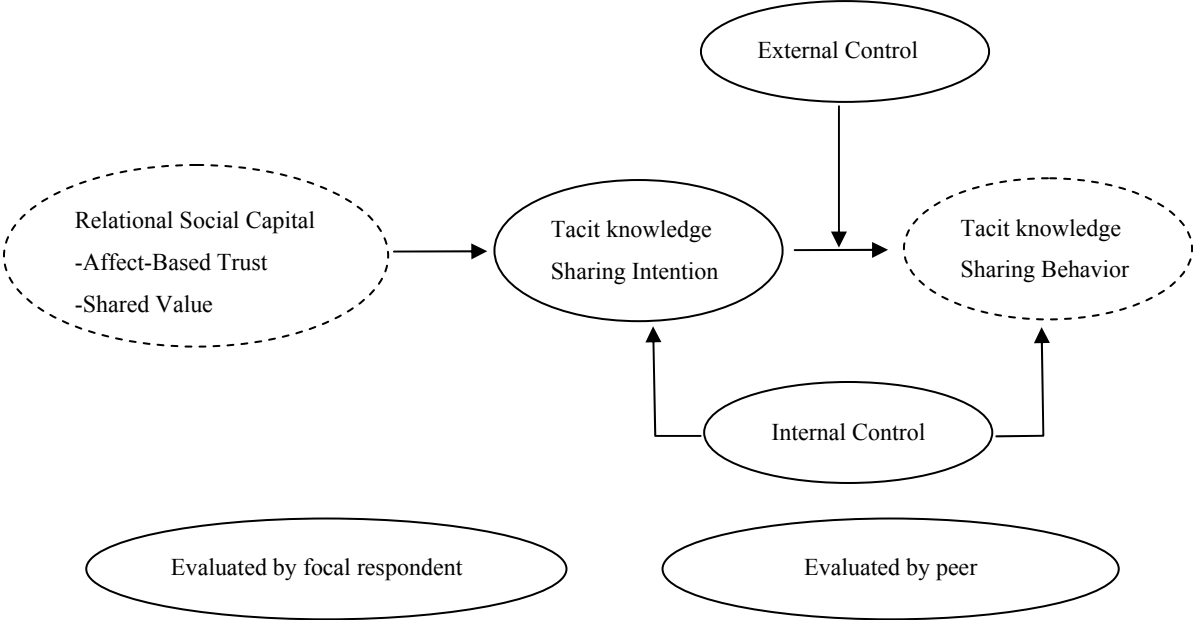 External Control
Relational Social Capital
-Affect-Based Trust
-Shared Value
Tacit knowledge
Sharing Intention
Tacit knowledge
Sharing Behavior
Internal Control
Evaluated by focal respondent
Evaluated by peer